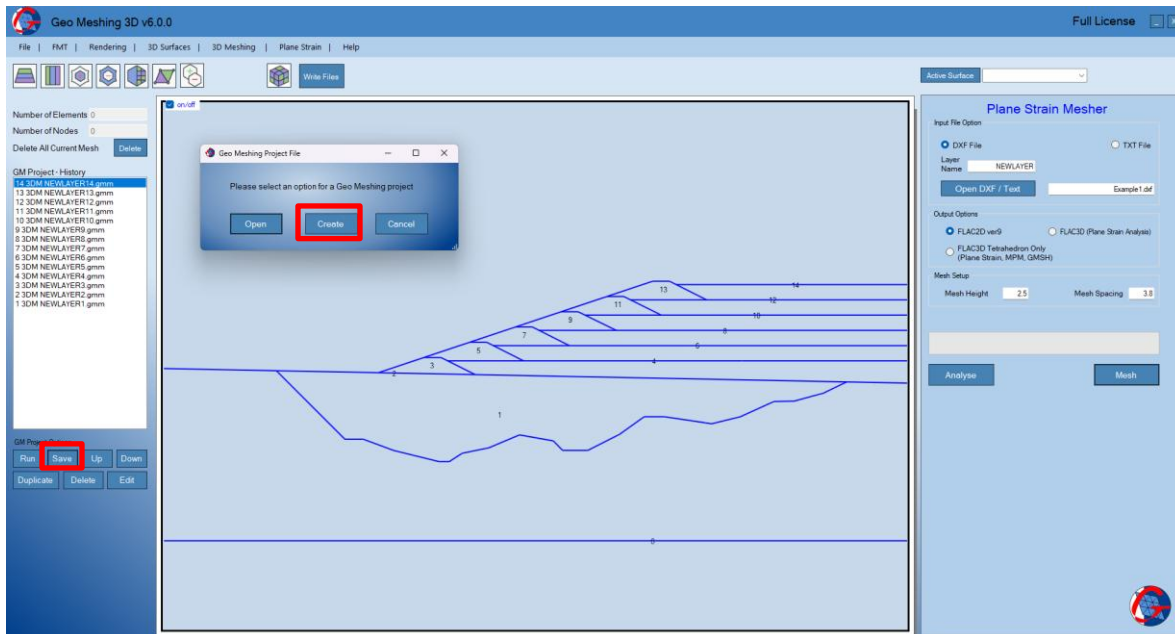 Geo Meshing 3D v6.0.0
Full License
File | FMT | Rendering | 3D Surfaces | 3D Meshing | Plane Strain | Help
Write Files
Active Surface
Number of Elements 0
Number of Nodes 0
Delete All Current Mesh Delete
GM Project - History
14 3DM NEWLAYER14.gmm
13 3DM NEWLAYER13.gmm
12 3DM NEWLAYER12.gmm
11 3DM NEWLAYER11.gmm
10 3DM NEWLAYER10.gmm
9 3DM NEWLAYER9.gmm
8 3DM NEWLAYER8.gmm
7 3DM NEWLAYER7.gmm
6 3DM NEWLAYER6.gmm
5 3DM NEWLAYER5.gmm
4 3DM NEWLAYER4.gmm
3 3DM NEWLAYER3.gmm
2 3DM NEWLAYER2.gmm
1 3DM NEWLAYER1.gmm
GM Project Options
Run Save Up Down
Duplicate Delete Edit
on/off
Geo Meshing Project File
Please select an option for a Geo Meshing project
Open Create Cancel
14
13
12
11
10
9
8
7
6
5
4
3
2
1
0
Plane Strain Mesher
Input File Option
DXF File TXT File
Layer Name NEWLAYER
Open DXF / Text Example1.dxf
Output Options
FLAC2D ver9 FLAC3D (Plane Strain Analysis)
FLAC3D Tetrahedron Only
(Plane Strain, MPM, GMSH)
Mesh Setup
Mesh Height 2.5 Mesh Spacing 3.8
Analyse Mesh